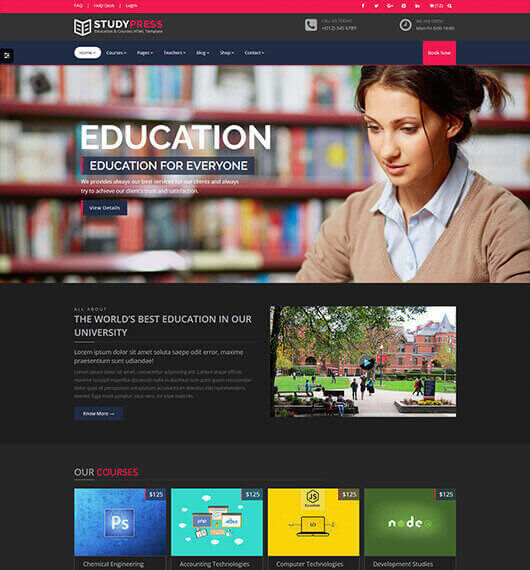 FAQ | Help Desk | Login
(12)
STUDYPRESS
Education & Courses HTML Template
CALL US TODAY!
+(012) 345 6789
WE ARE OPEN!
Mon-Fri 8:00-16:00
Home Courses Pages Teachers Blog Shop Contact
Book Now
EDUCATION
EDUCATION FOR EVERYONE
We provides always our best services for our clients and always
try to achieve our client's trust and satisfaction.
View Details
ALL ABOUT
THE WORLD'S BEST EDUCATION IN OUR
UNIVERSITY
Lorem ipsum dolor sit amet soluta saepe odit error, maxime
praesentium sunt udiandae!
Lorem ipsum dolor sit amet, consectetur adipisicing elit. Labore atque officiis
maxime suscipit expedita obcaecati nulla in ducimus iure quos quam recusandae
dolor quas et perspiciatis voluptatum accusantium delectus nisi reprehenderit,
eveniet fuga modi pariatur, eius vero. Ea vitae maiores.
Know More →
OUR COURSES
$125
$125
$125
$125
Ps
php
JS
Essentials
</>
node
Chemical Engineering
Accounting Technologies
Computer Technologies
Development Studies